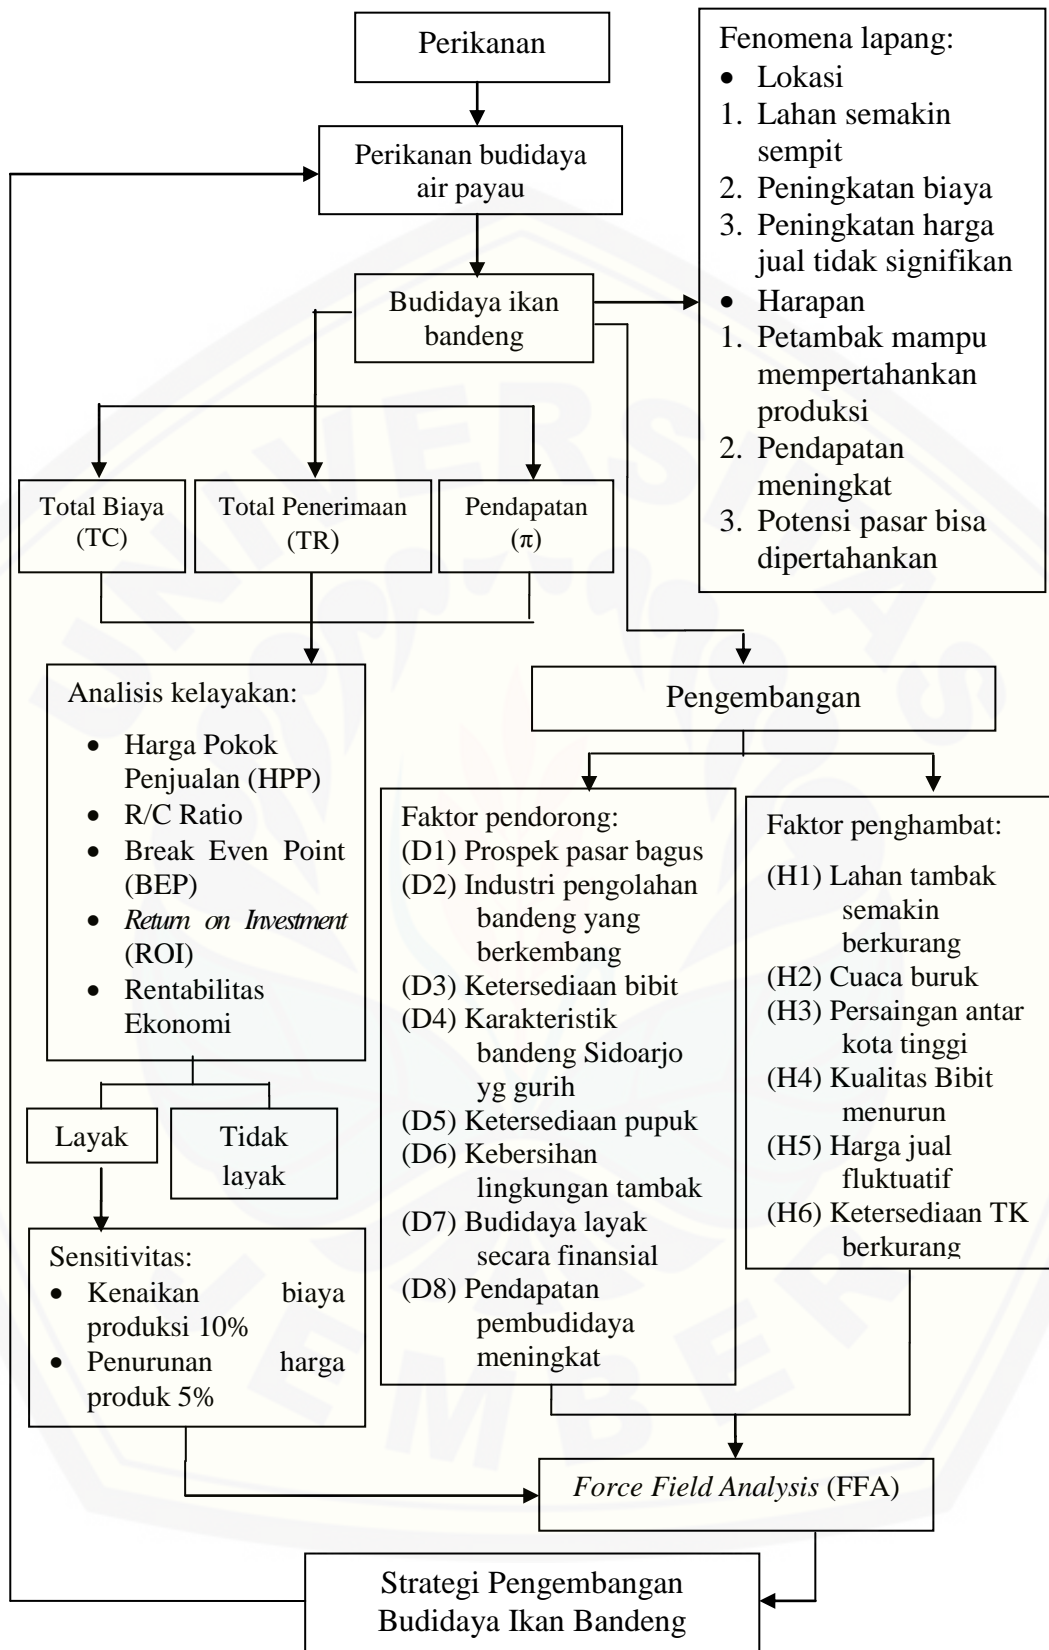 Perikanan
Perikanan budidaya
air payau
Budidaya ikan
bandeng
Fenomena lapang:
• Lokasi
1. Lahan semakin
sempit
2. Peningkatan biaya
3. Peningkatan harga
jual tidak signifikan
• Harapan
1. Petambak mampu
mempertahankan
produksi
2. Pendapatan
meningkat
3. Potensi pasar bisa
dipertahankan
Total Biaya
(TC)
Total Penerimaan
(TR)
Pendapatan
(π)
Analisis kelayakan:
• Harga Pokok
Penjualan (HPP)
• R/C Ratio
• Break Even Point
(BEP)
• Return on Investment
(ROI)
• Rentabilitas
Ekonomi
Layak
Tidak
layak
Sensitivitas:
• Kenaikan biaya
produksi 10%
• Penurunan harga
produk 5%
Pengembangan
Faktor pendorong:
(D1) Prospek pasar bagus
(D2) Industri pengolahan
bandeng yang
berkembang
(D3) Ketersediaan bibit
(D4) Karakteristik
bandeng Sidoarjo
yg gurih
(D5) Ketersediaan pupuk
(D6) Kebersihan
lingkungan tambak
(D7) Budidaya layak
secara finansial
(D8) Pendapatan
pembudidaya
meningkat
Faktor penghambat:
(H1) Lahan tambak
semakin
berkurang
(H2) Cuaca buruk
(H3) Persaingan antar
kota tinggi
(H4) Kualitas Bibit
menurun
(H5) Harga jual
fluktuatif
(H6) Ketersediaan TK
berkurang
Force Field Analysis (FFA)
Strategi Pengembangan
Budidaya Ikan Bandeng
UNIVERSITAS
JEMBER